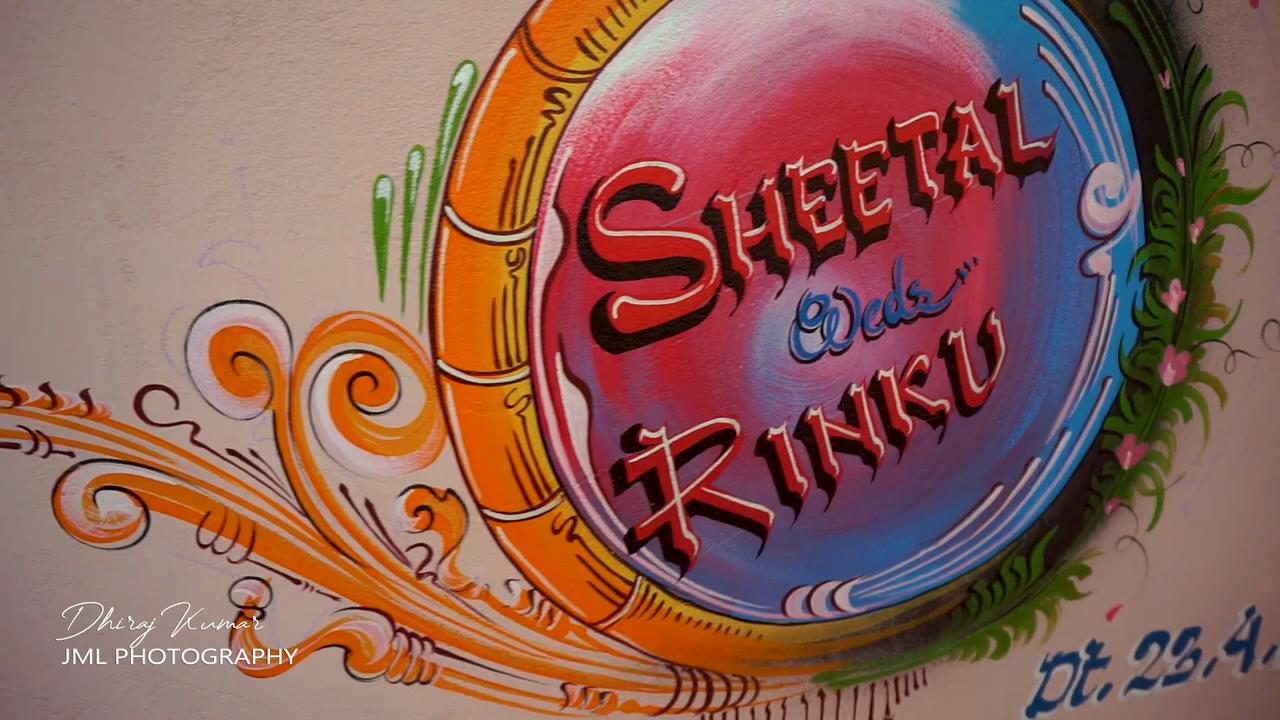 SHEETAL
Weds
RINKU
Dt. 23.4.
Dhiraj Kumar
JML PHOTOGRAPHY